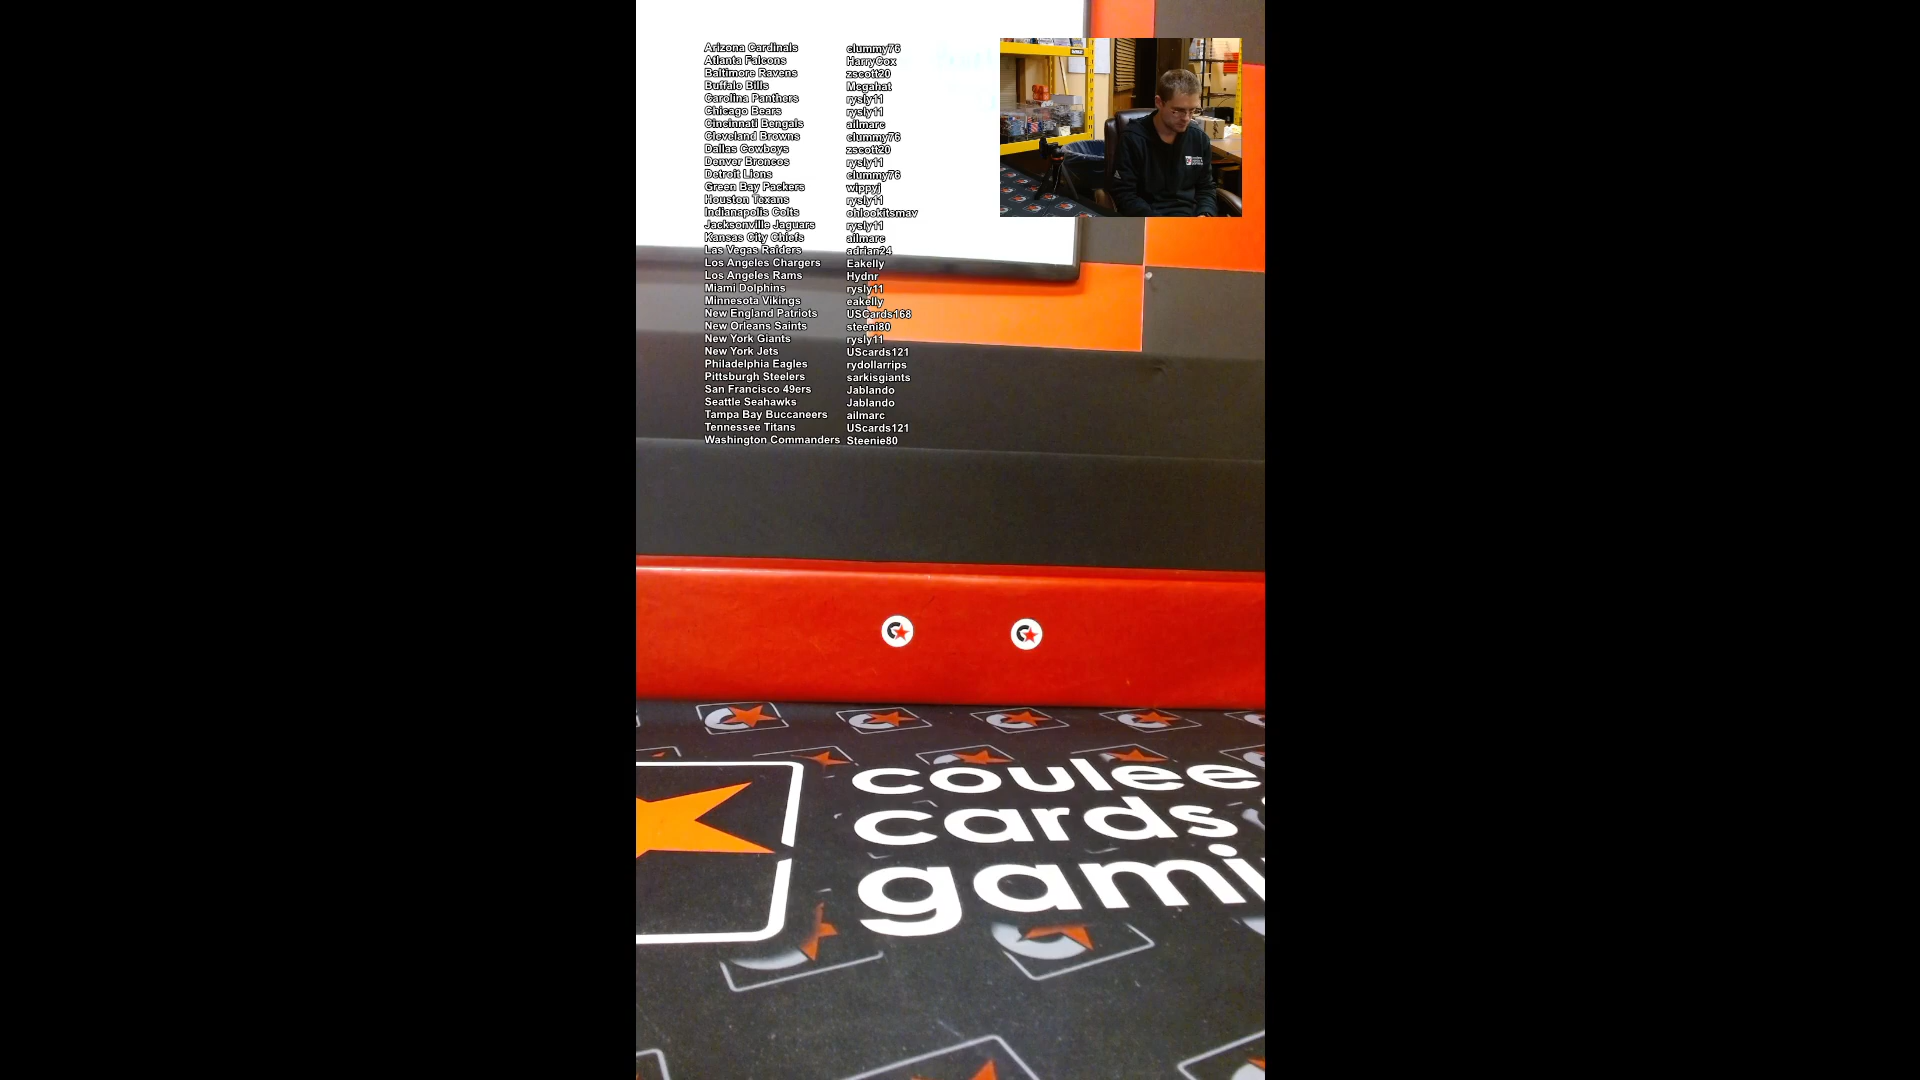 Arizona Cardinals clummy76
Atlanta Falcons HarryCox
Baltimore Ravens zscott20
Buffalo Bills Mcgahat
Carolina Panthers rysly11
Chicago Bears rysly11
Cincinnati Bengals ailmarc
Cleveland Browns clummy76
Dallas Cowboys zscott20
Denver Broncos rysly11
Detroit Lions clummy76
Green Bay Packers wippyj
Houston Texans rysly11
Indianapolis Colts ohlookitsmav
Jacksonville Jaguars rysly11
Kansas City Chiefs ailmarc
Las Vegas Raiders adrian24
Los Angeles Chargers Eakelly
Los Angeles Rams Hydnr
Miami Dolphins rysly11
Minnesota Vikings eakelly
New England Patriots USCards168
New Orleans Saints steeni80
New York Giants rysly11
New York Jets UScards121
Philadelphia Eagles rydollarrips
Pittsburgh Steelers sarkisgiants
San Francisco 49ers Jablando
Seattle Seahawks Jablando
Tampa Bay Buccaneers ailmarc
Tennessee Titans UScards121
Washington Commanders Steenie80
coulee
cards
gami